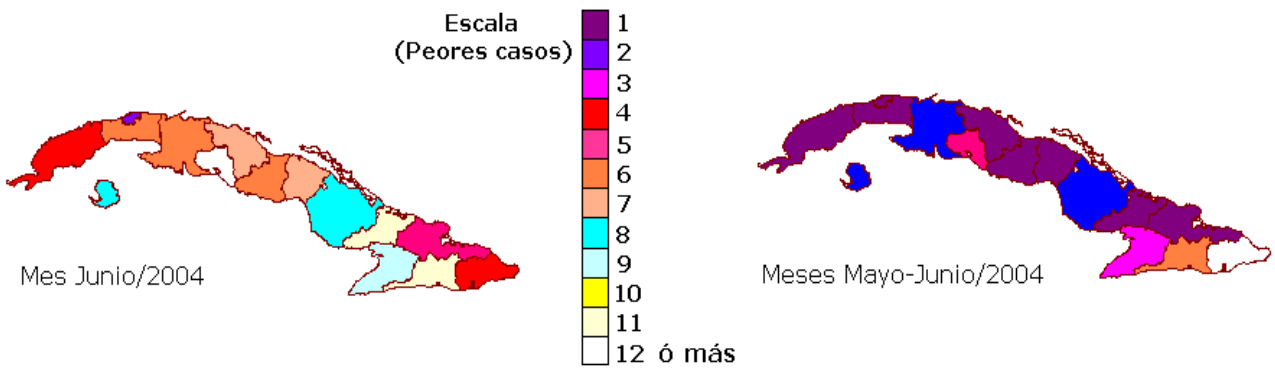 Escala
(Peores casos)
1
2
3
4
5
6
7
8
9
10
11
12 ó más
Mes Junio/2004
Meses Mayo-Junio/2004